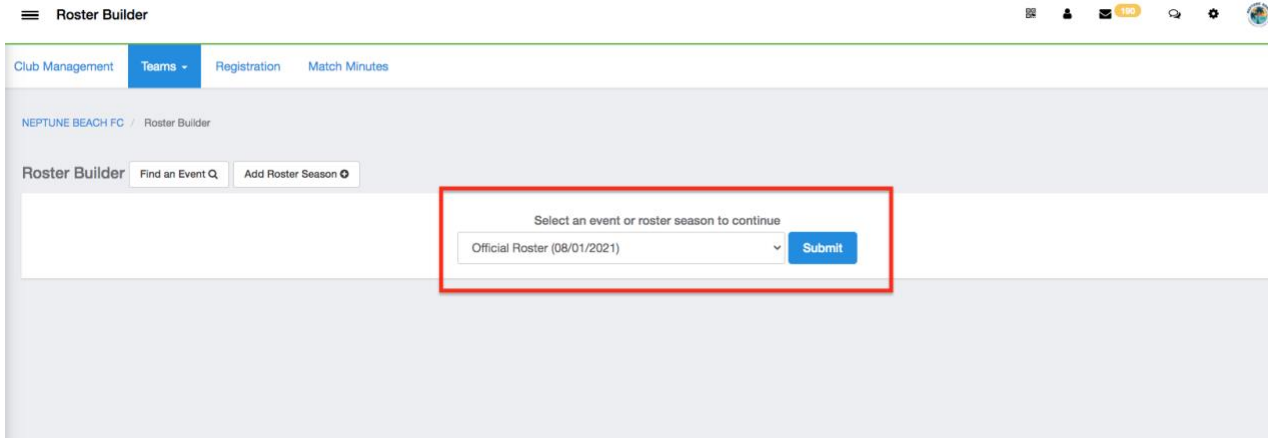 Roster Builder
190
Club Management Teams Registration Match Minutes
NEPTUNE BEACH FC / Roster Builder
Roster Builder Find an Event Add Roster Season
Select an event or roster season to continue
Official Roster (08/01/2021) Submit